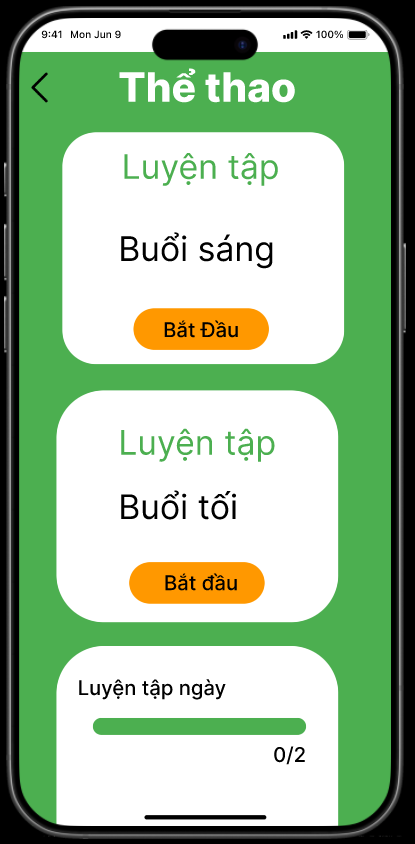 9:41 Mon Jun 9 100%
Thể thao
Luyện tập
Buổi sáng
Bắt Đầu
Luyện tập
Buổi tối
Bắt đầu
Luyện tập ngày
0/2